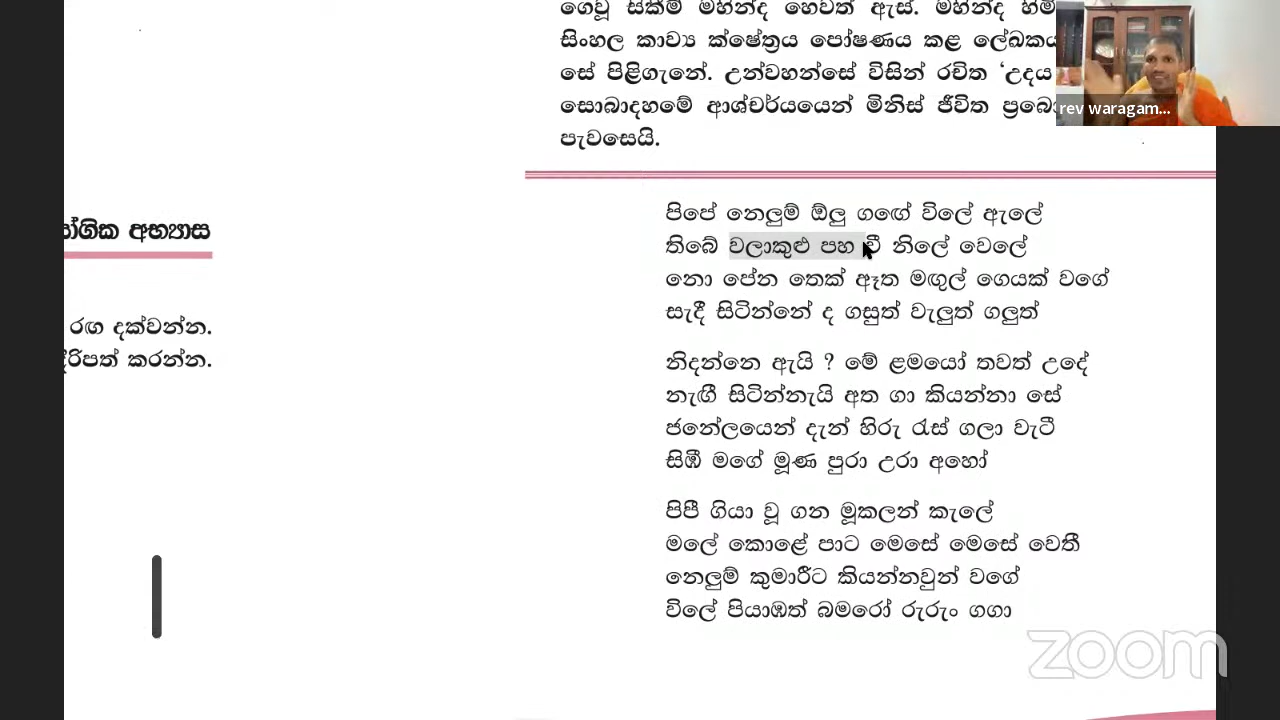 ගෙවූ සිකිම් මහින්ද හෙවත් ඇස්. මහින්ද හිමි
සිංහල කාව්‍ය ක්ෂේත්‍රය පෝෂණය කළ ලේඛකය
සේ පිළිගැනේ. උන්වහන්සේ විසින් රචිත ‘උදය
සොබාදහමේ ආශ්චර්යයෙන් මිනිස් ජීවිත ප්‍රබෝ
පැවසෙයි.
rev waragam...
පිපේ නෙලුම් ඕලු ගඟේ විලේ ඇලේ
තිබේ වලාකුළු පහ වී නිලේ වෙලේ
නො පේන තෙක් ඈත මඟුල් ගෙයක් වගේ
සැදී සිටින්නේ ද ගසුත් වැලුත් ගලුත්
නිදන්නෙ ඇයි ? මේ ළමයෝ තවත් උදේ
නැඟී සිටින්නැයි අත ගා කියන්නා සේ
ජනේලයෙන් දැන් හිරු රැස් ගලා වැටී
සිඹී මගේ මූණ පුරා උරා අහෝ
පිපී ගියා වූ ගන මූකලන් කැලේ
මලේ කොළේ පාට මෙසේ මෙසේ වෙතී
නෙලුම් කුමාරීට කියන්නවුන් වගේ
විලේ පියාඹත් බමරෝ රුරුං ගගා
අභ්‍යාස
රඟ දක්වන්න.
දිරිපත් කරන්න.
zoom